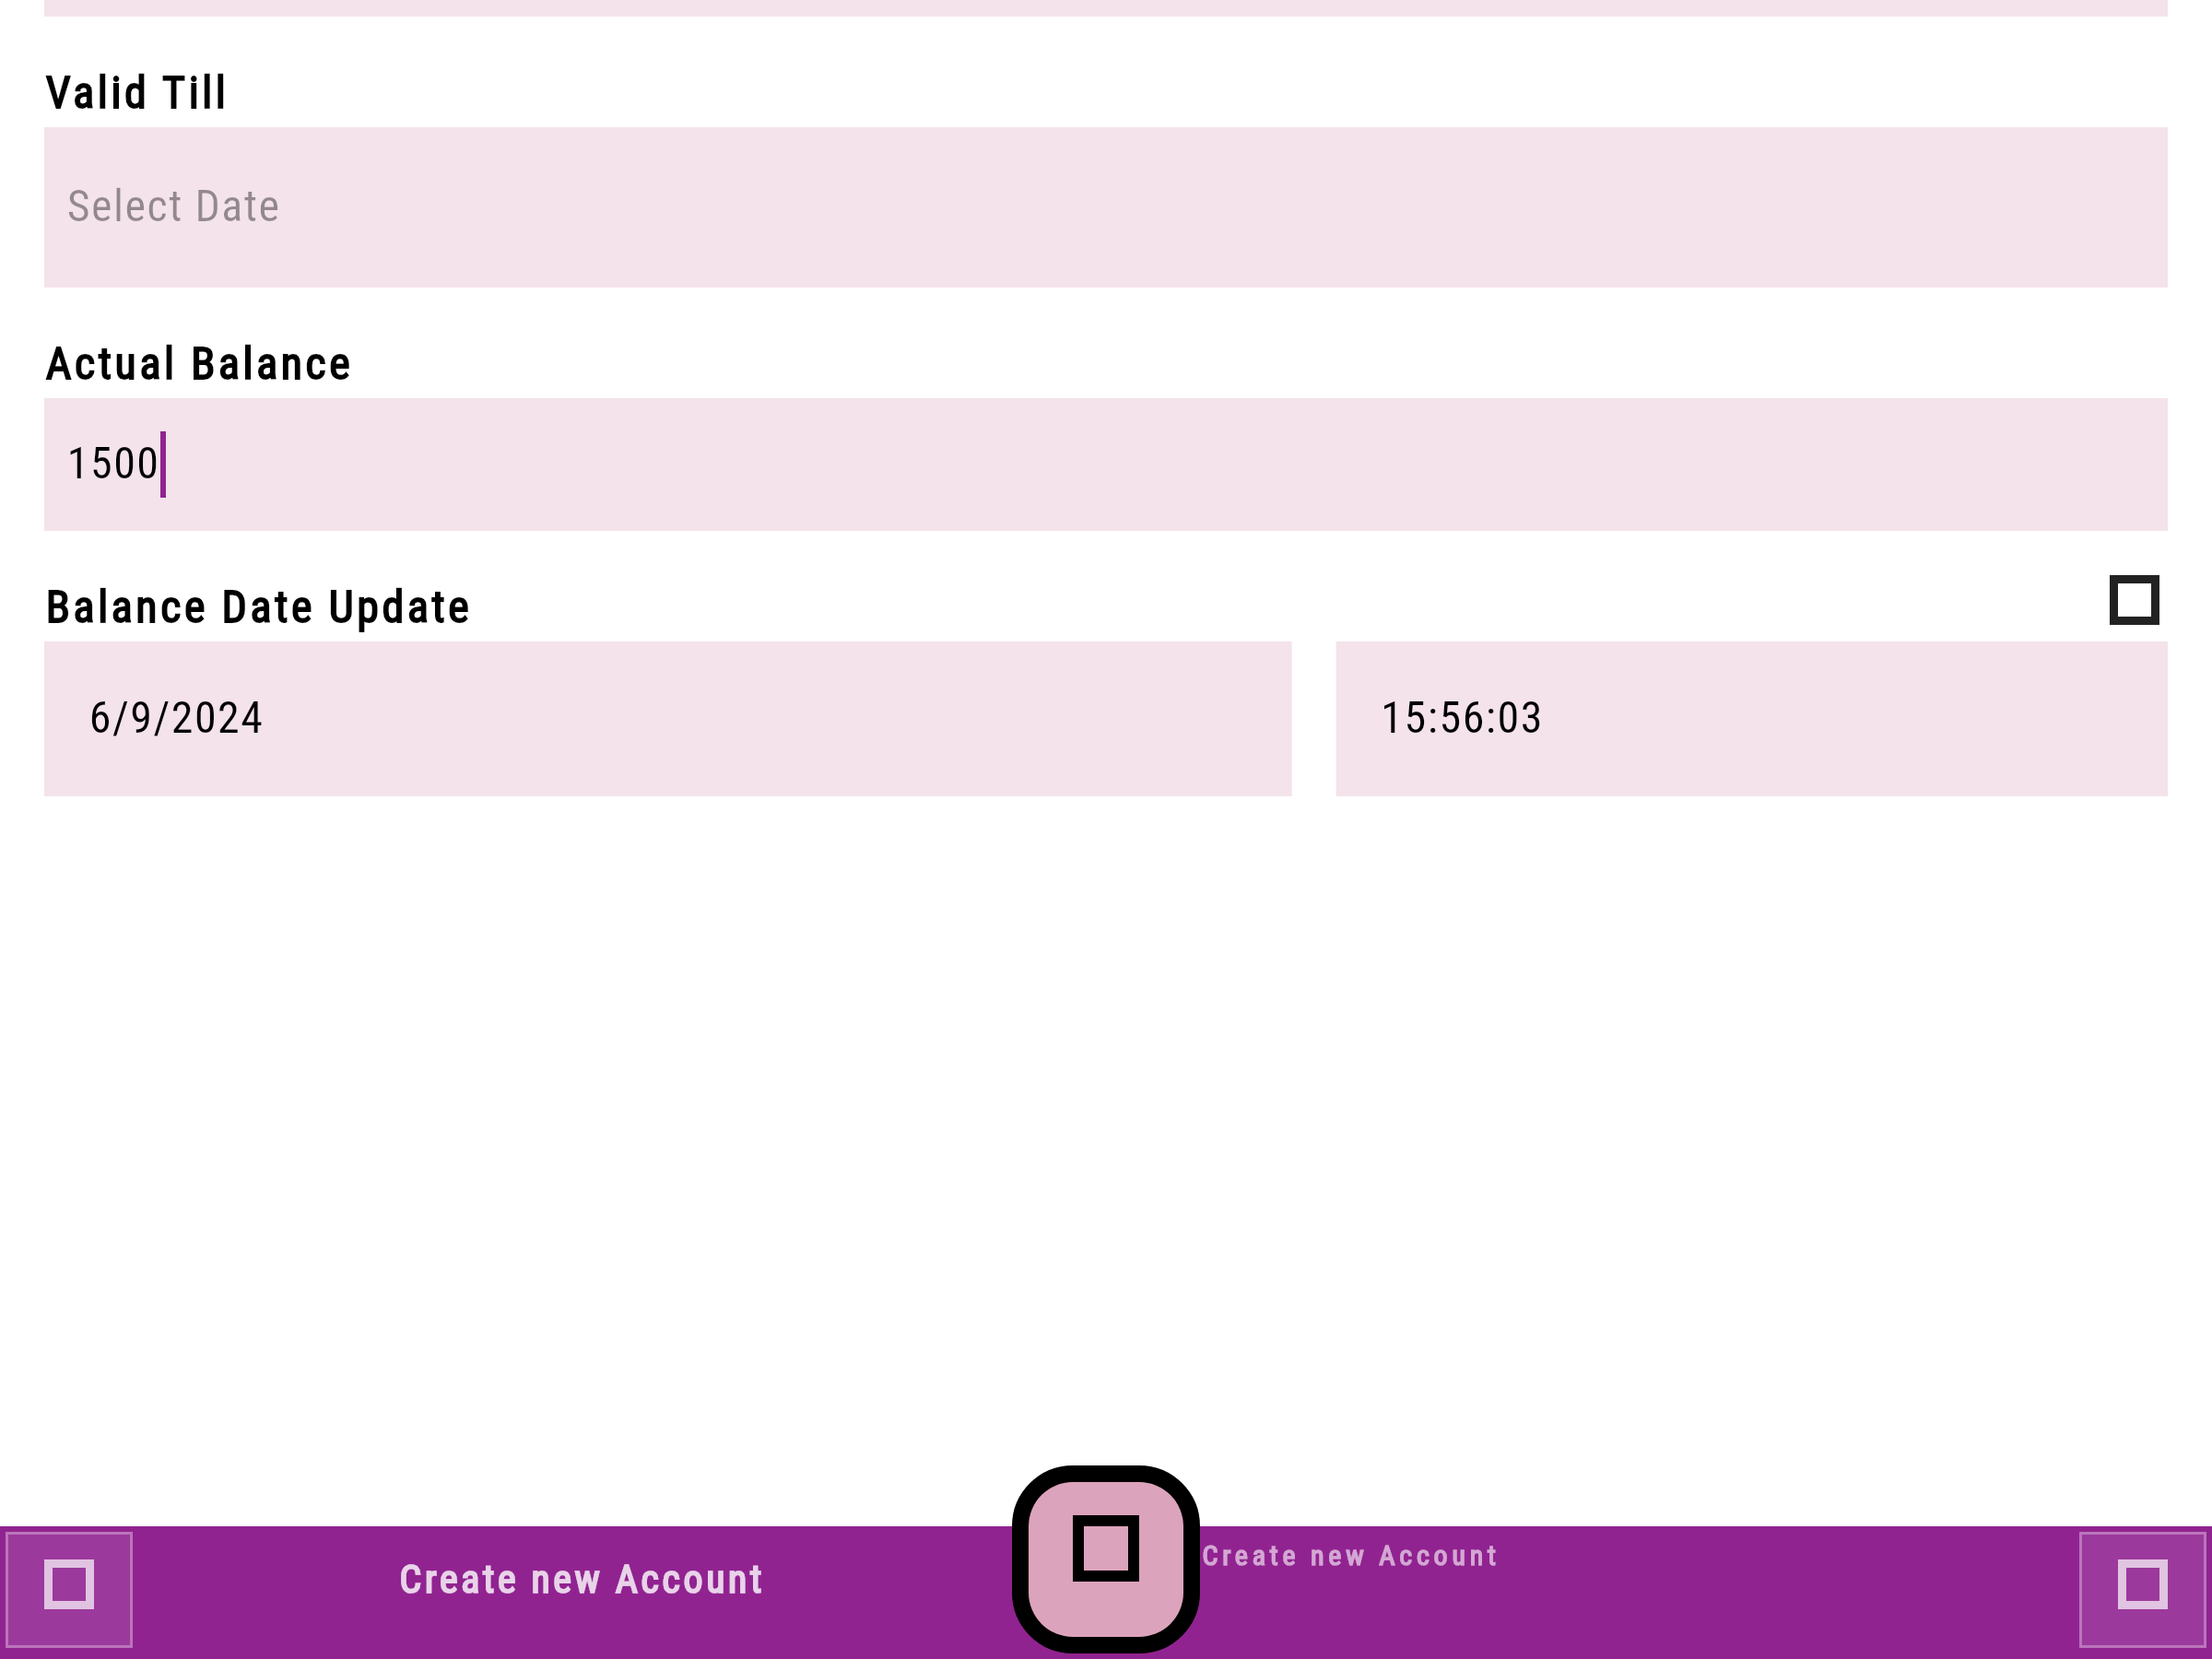 Valid Till
Select Date
Actual Balance
1500
Balance Date Update
6/9/2024
15:56:03
Create new Account
Create new Account